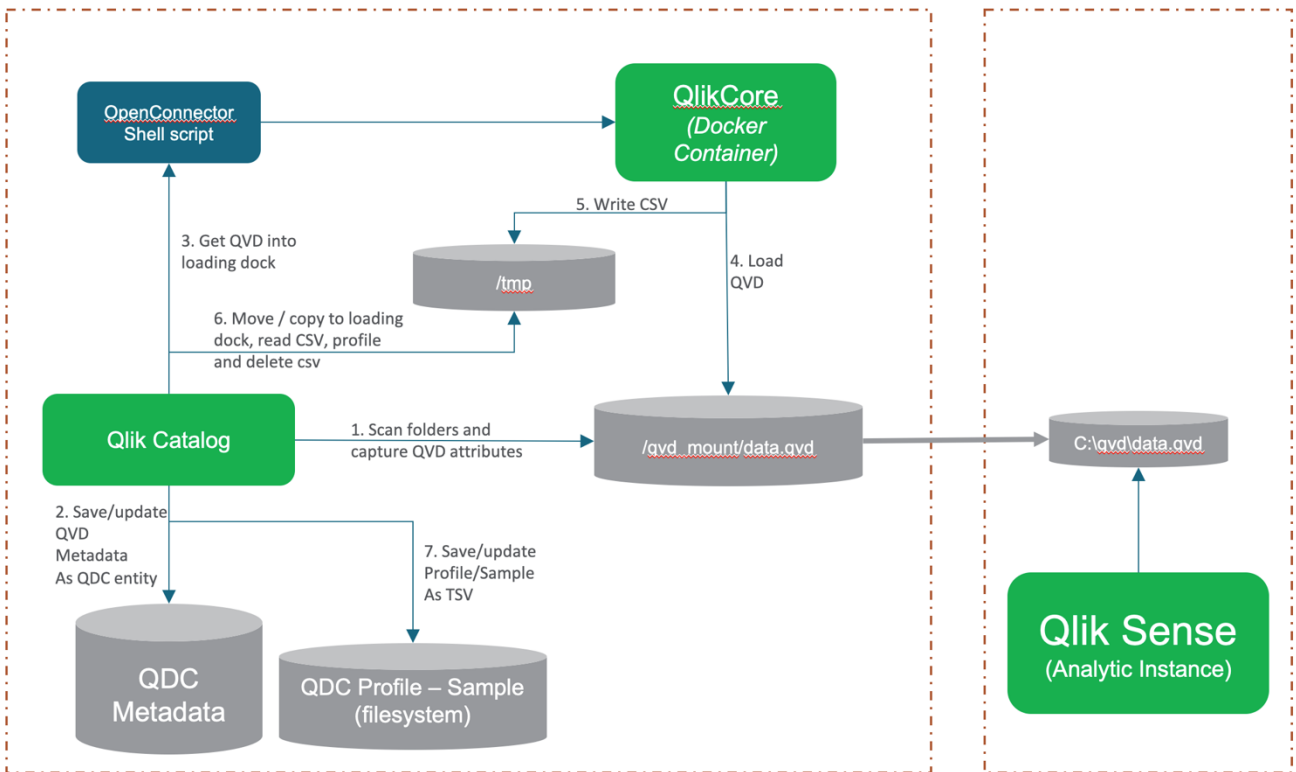 OpenConnector
Shell script
QlikCore
(Docker
Container)
5. Write CSV
3. Get QVD into
loading dock
4. Load
QVD
/tmp
6. Move / copy to loading
dock, read CSV, profile
and delete csv
Qlik Catalog
1. Scan folders and
capture QVD attributes
/qvd_mount/data.qvd
C:\qvd\data.qvd
2. Save/update
QVD
Metadata
As QDC entity
7. Save/update
Profile/Sample
As TSV
QDC
Metadata
QDC Profile – Sample
(filesystem)
Qlik Sense
(Analytic Instance)